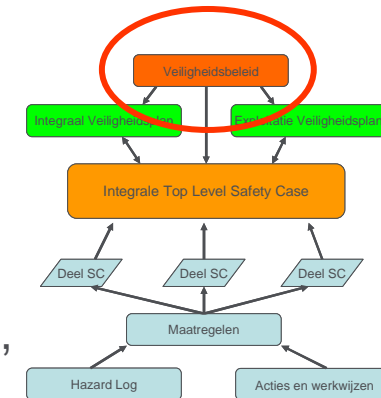 Veiligheidsbeleid
Integraal Veiligheidsplan
Exploitatie Veiligheidsplan
Integrale Top Level Safety Case
Deel SC
Deel SC
Deel SC
Maatregelen
,
Hazard Log
Acties en werkwijzen